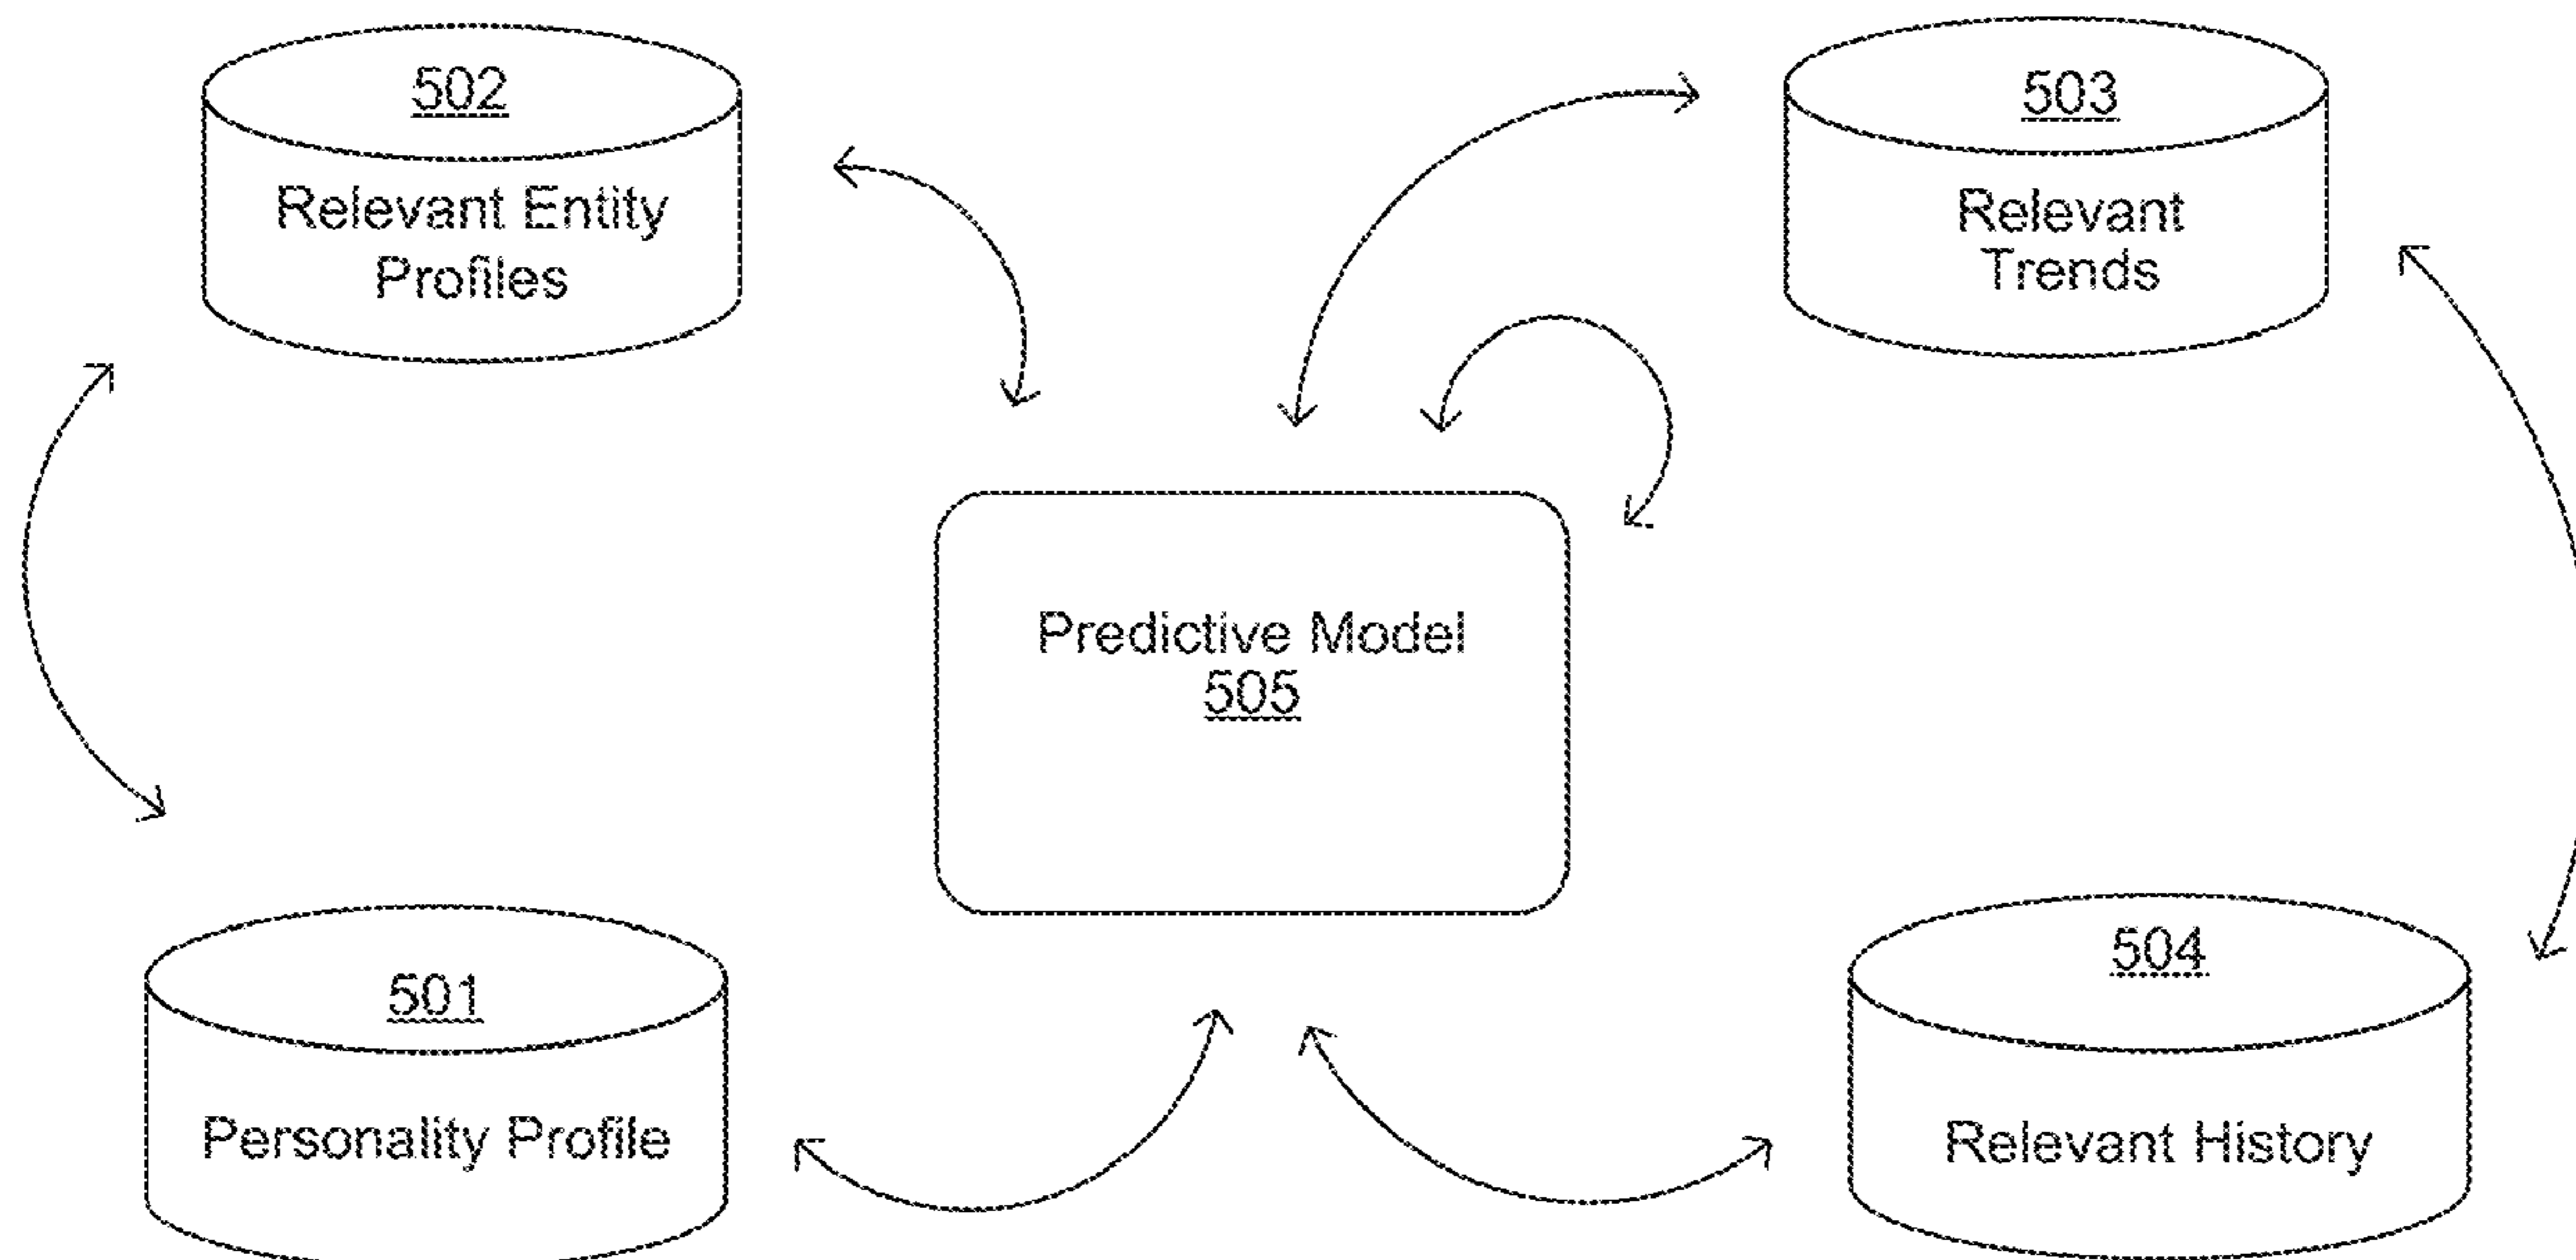 502
Relevant Entity
Profiles
503
Relevant
Trends
Predictive Model
505
501
Personality Profile
504
Relevant History